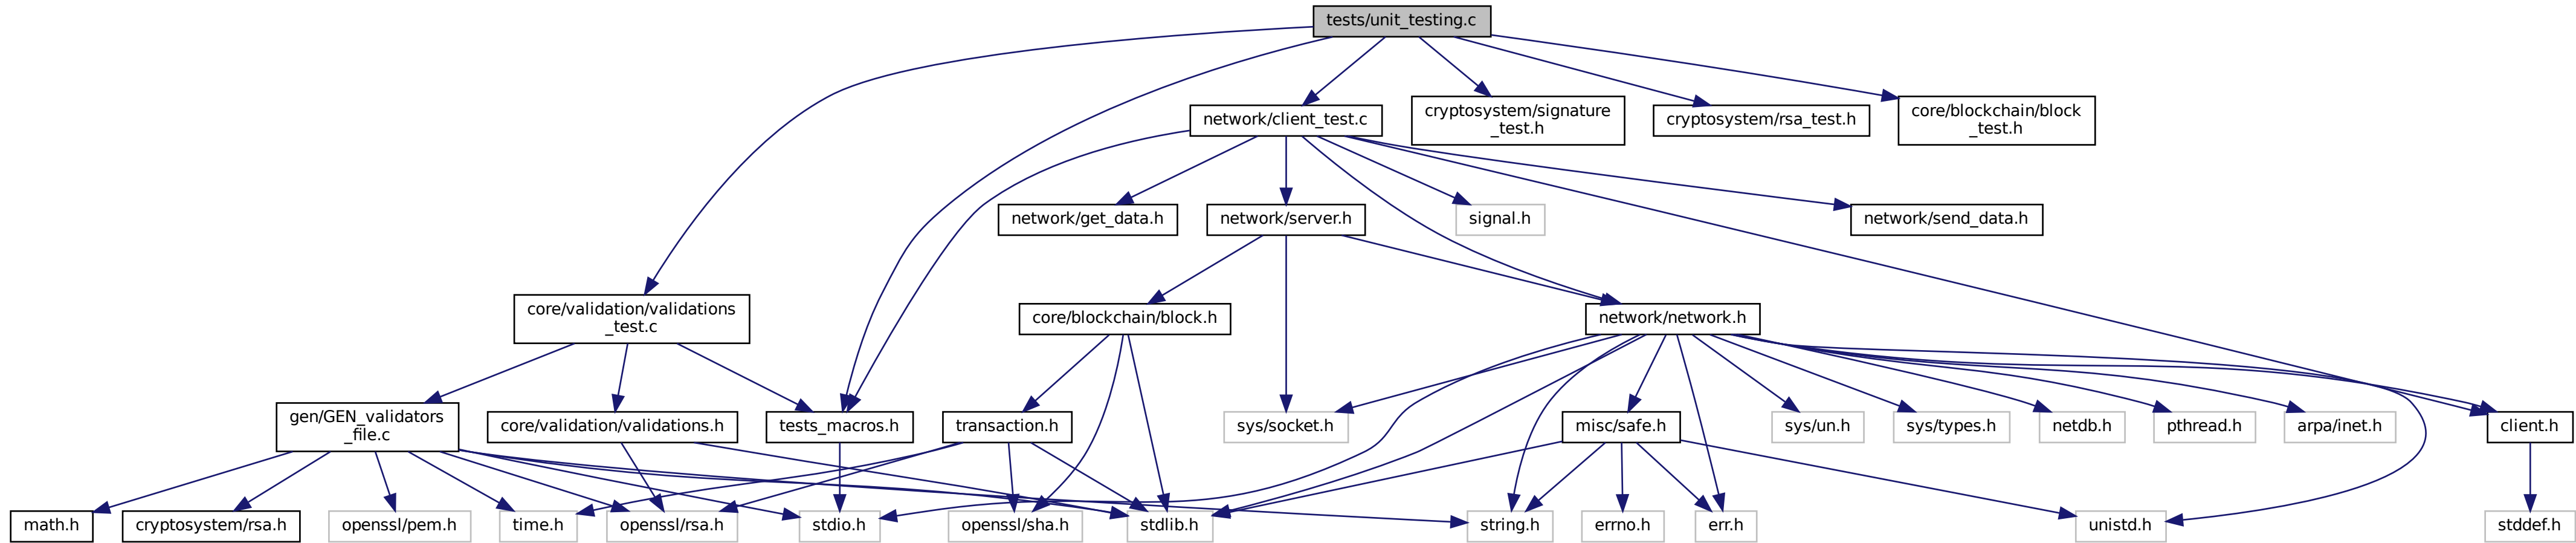 tests/unit_testing.c
network/client_test.c
cryptosystem/signature
_test.h
cryptosystem/rsa_test.h
core/blockchain/block
_test.h
network/get_data.h
network/server.h
signal.h
network/send_data.h
core/validation/validations
_test.c
core/blockchain/block.h
network/network.h
gen/GEN_validators
_file.c
core/validation/validations.h
tests_macros.h
transaction.h
sys/socket.h
misc/safe.h
sys/un.h
sys/types.h
netdb.h
pthread.h
arpa/inet.h
client.h
math.h
cryptosystem/rsa.h
openssl/pem.h
time.h
openssl/rsa.h
stdio.h
openssl/sha.h
stdlib.h
string.h
errno.h
err.h
unistd.h
stddef.h